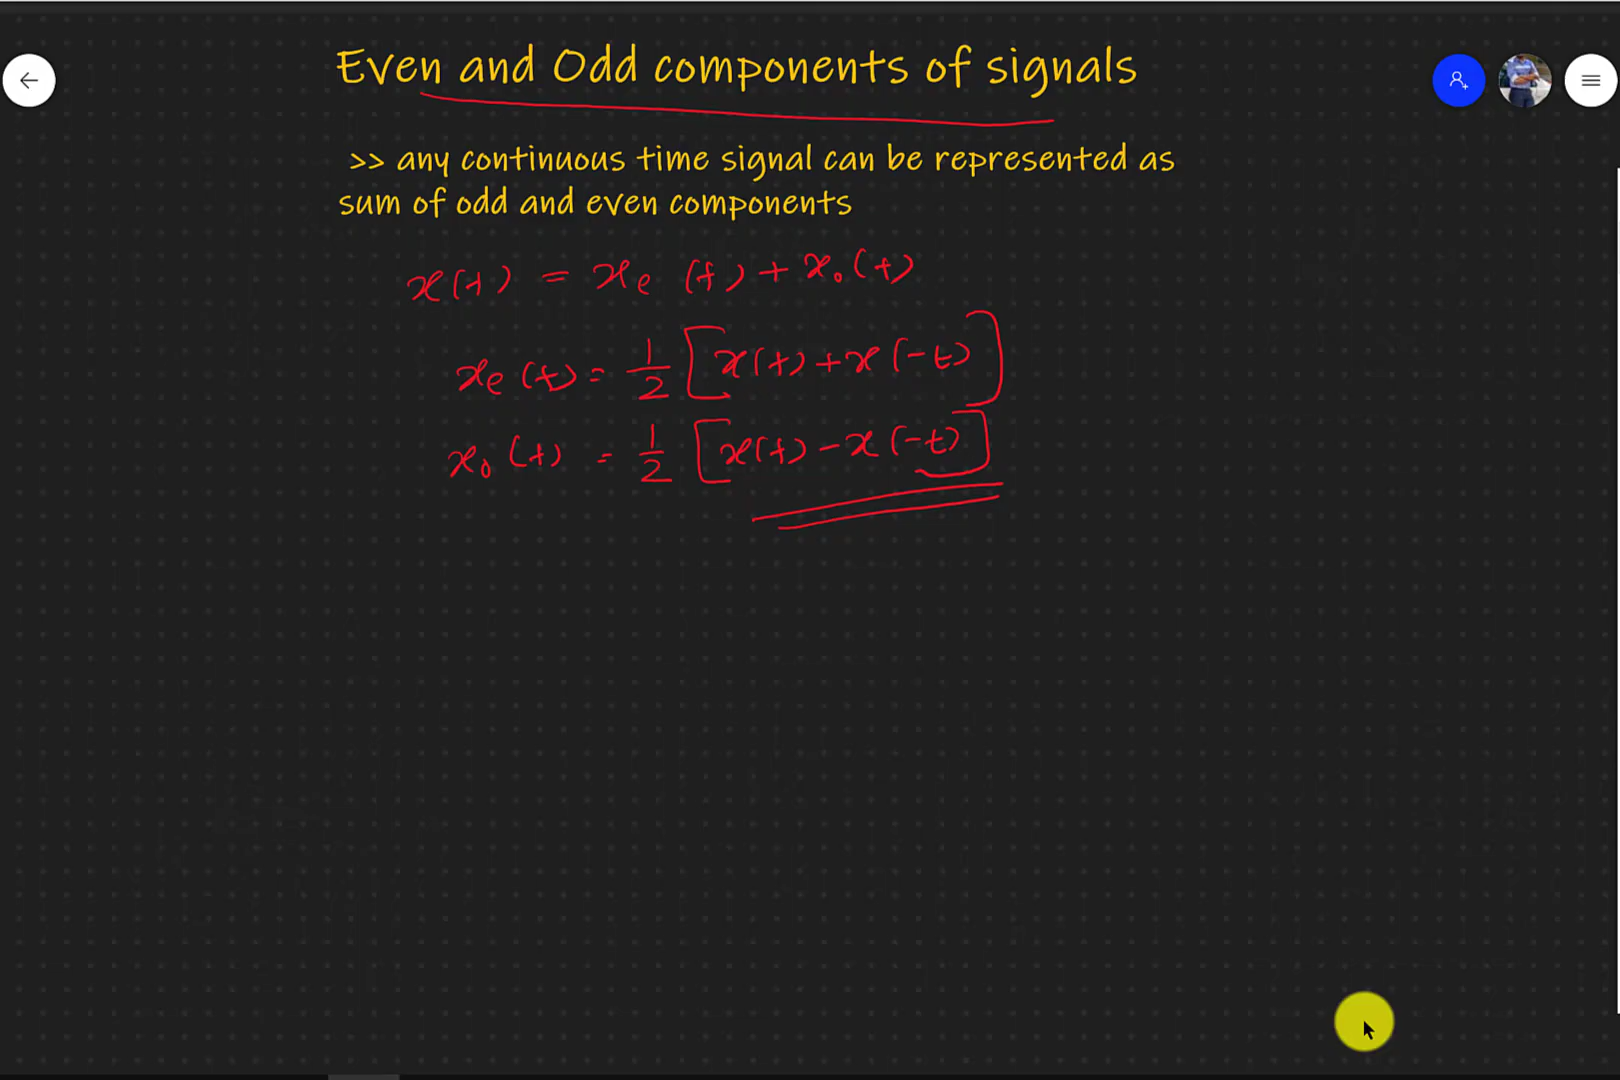 Even and Odd components of signals
>> any continuous time signal can be represented as
sum of odd and even components
x(t) = xe (t) + xo(t)
xe (t) = 1/2 [x(t) + x(-t)]
xo (t) = 1/2 [x(t) - x(-t)]